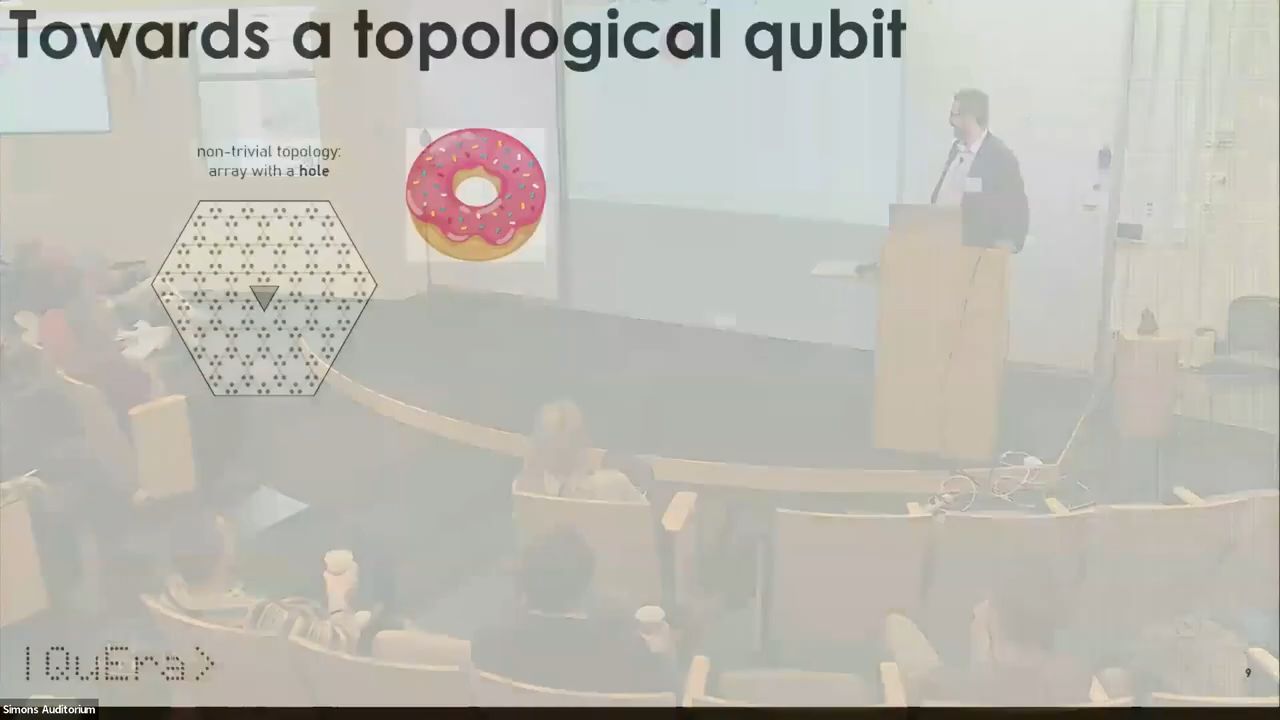 Towards a topological qubit
non-trivial topology:
array with a hole
|QuEra>
9
Simons Auditorium